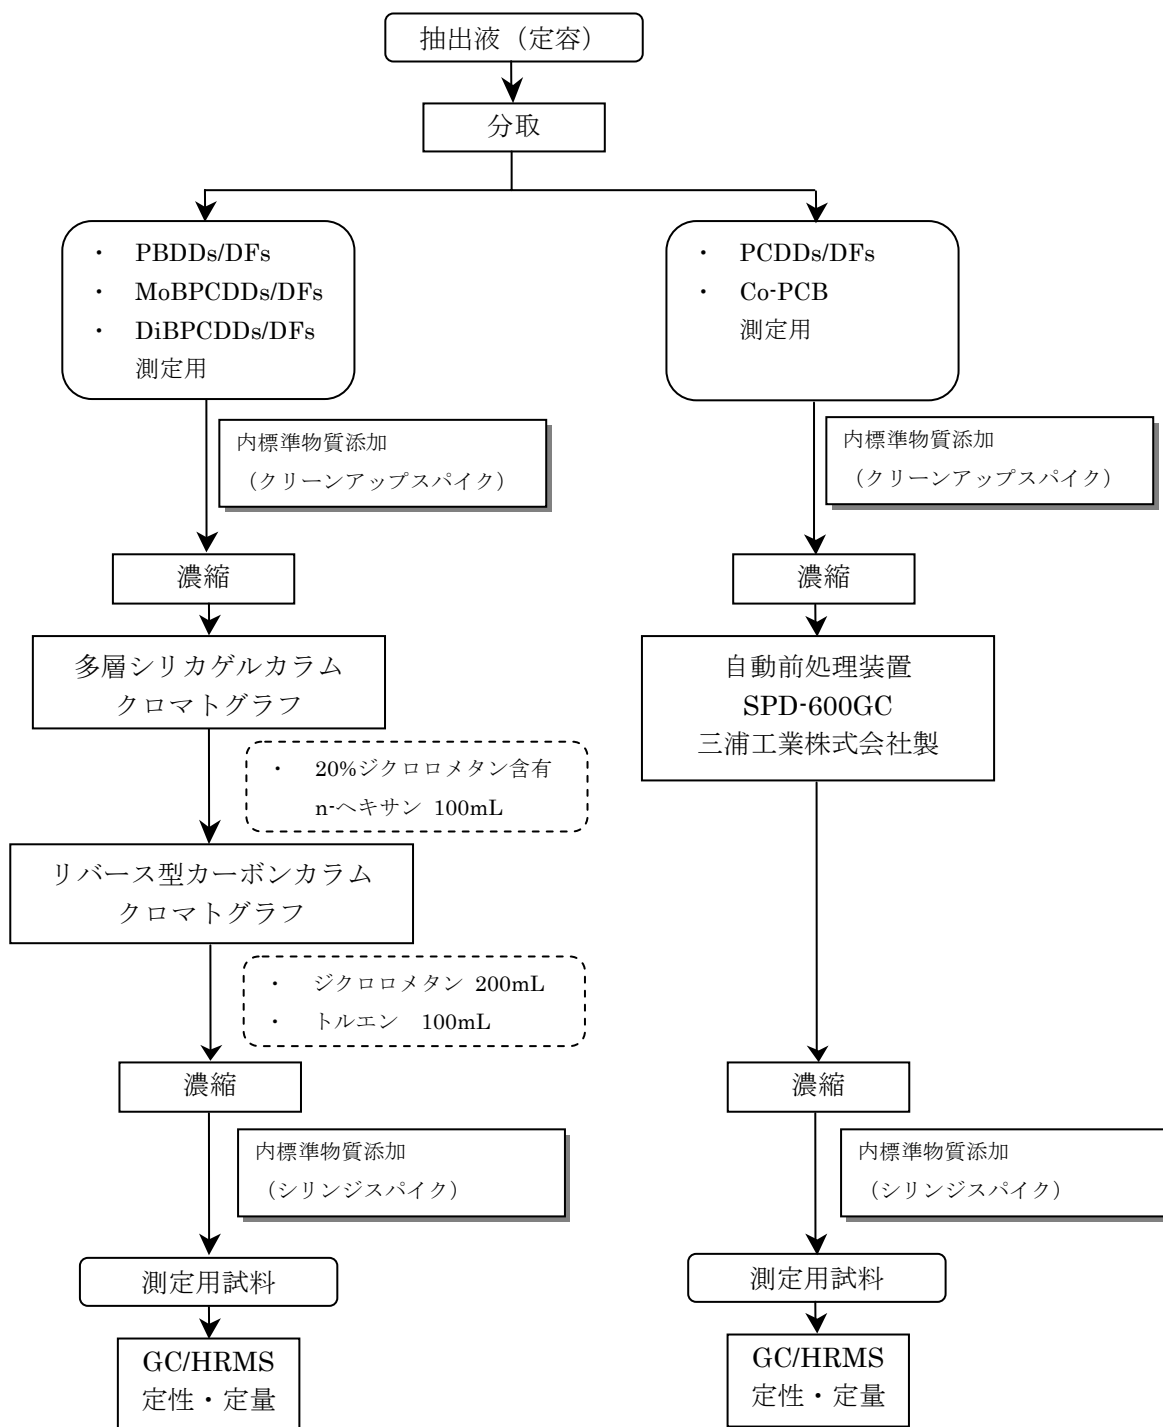 抽出液（定容）
分取
・ PBDDs/DFs
・ MoBPCDDs/DFs
・ DiBPCDDs/DFs
測定用
・ PCDDs/DFs
・ Co-PCB
測定用
内標準物質添加
（クリーンアップスパイク）
内標準物質添加
（クリーンアップスパイク）
濃縮
濃縮
多層シリカゲルカラム
クロマトグラフ
自動前処理装置
SPD-600GC
三浦工業株式会社製
・ 20%ジクロロメタン含有
n-ヘキサン 100mL
リバース型カーボンカラム
クロマトグラフ
・ ジクロロメタン 200mL
・ トルエン 100mL
濃縮
濃縮
内標準物質添加
（シリンジスパイク）
内標準物質添加
（シリンジスパイク）
測定用試料
測定用試料
GC/HRMS
定性・定量
GC/HRMS
定性・定量